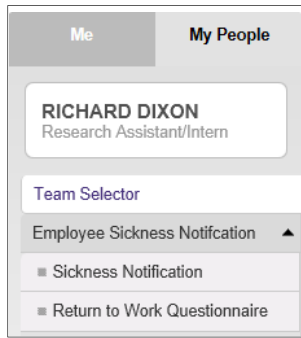 Me My People
RICHARD DIXON
Research Assistant/Intern
Team Selector
Employee Sickness Notifcation
Sickness Notification
Return to Work Questionnaire